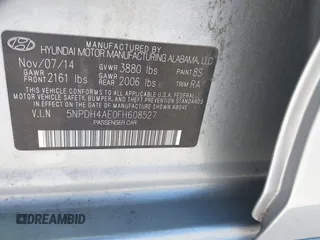 MANUFACTURED BY
HYUNDAI MOTOR MANUFACTURING ALABAMA, LLC
Nov/07/14 GVWR 3880 lbs PAINT BS
GAWR FRONT 2161 lbs GAWR REAR 2006 lbs TRIM RA
THIS VEHICLE CONFORMS TO ALL APPLICABLE U.S. FEDERAL
MOTOR VEHICLE SAFETY, BUMPER, AND THEFT PREVENTION
STANDARDS IN EFFECT ON THE DATE OF MANUFACTURE
SHOWN ABOVE.
V.I.N 5NPDH4AE0FH608527
PASSENGER CAR
DREAMBID